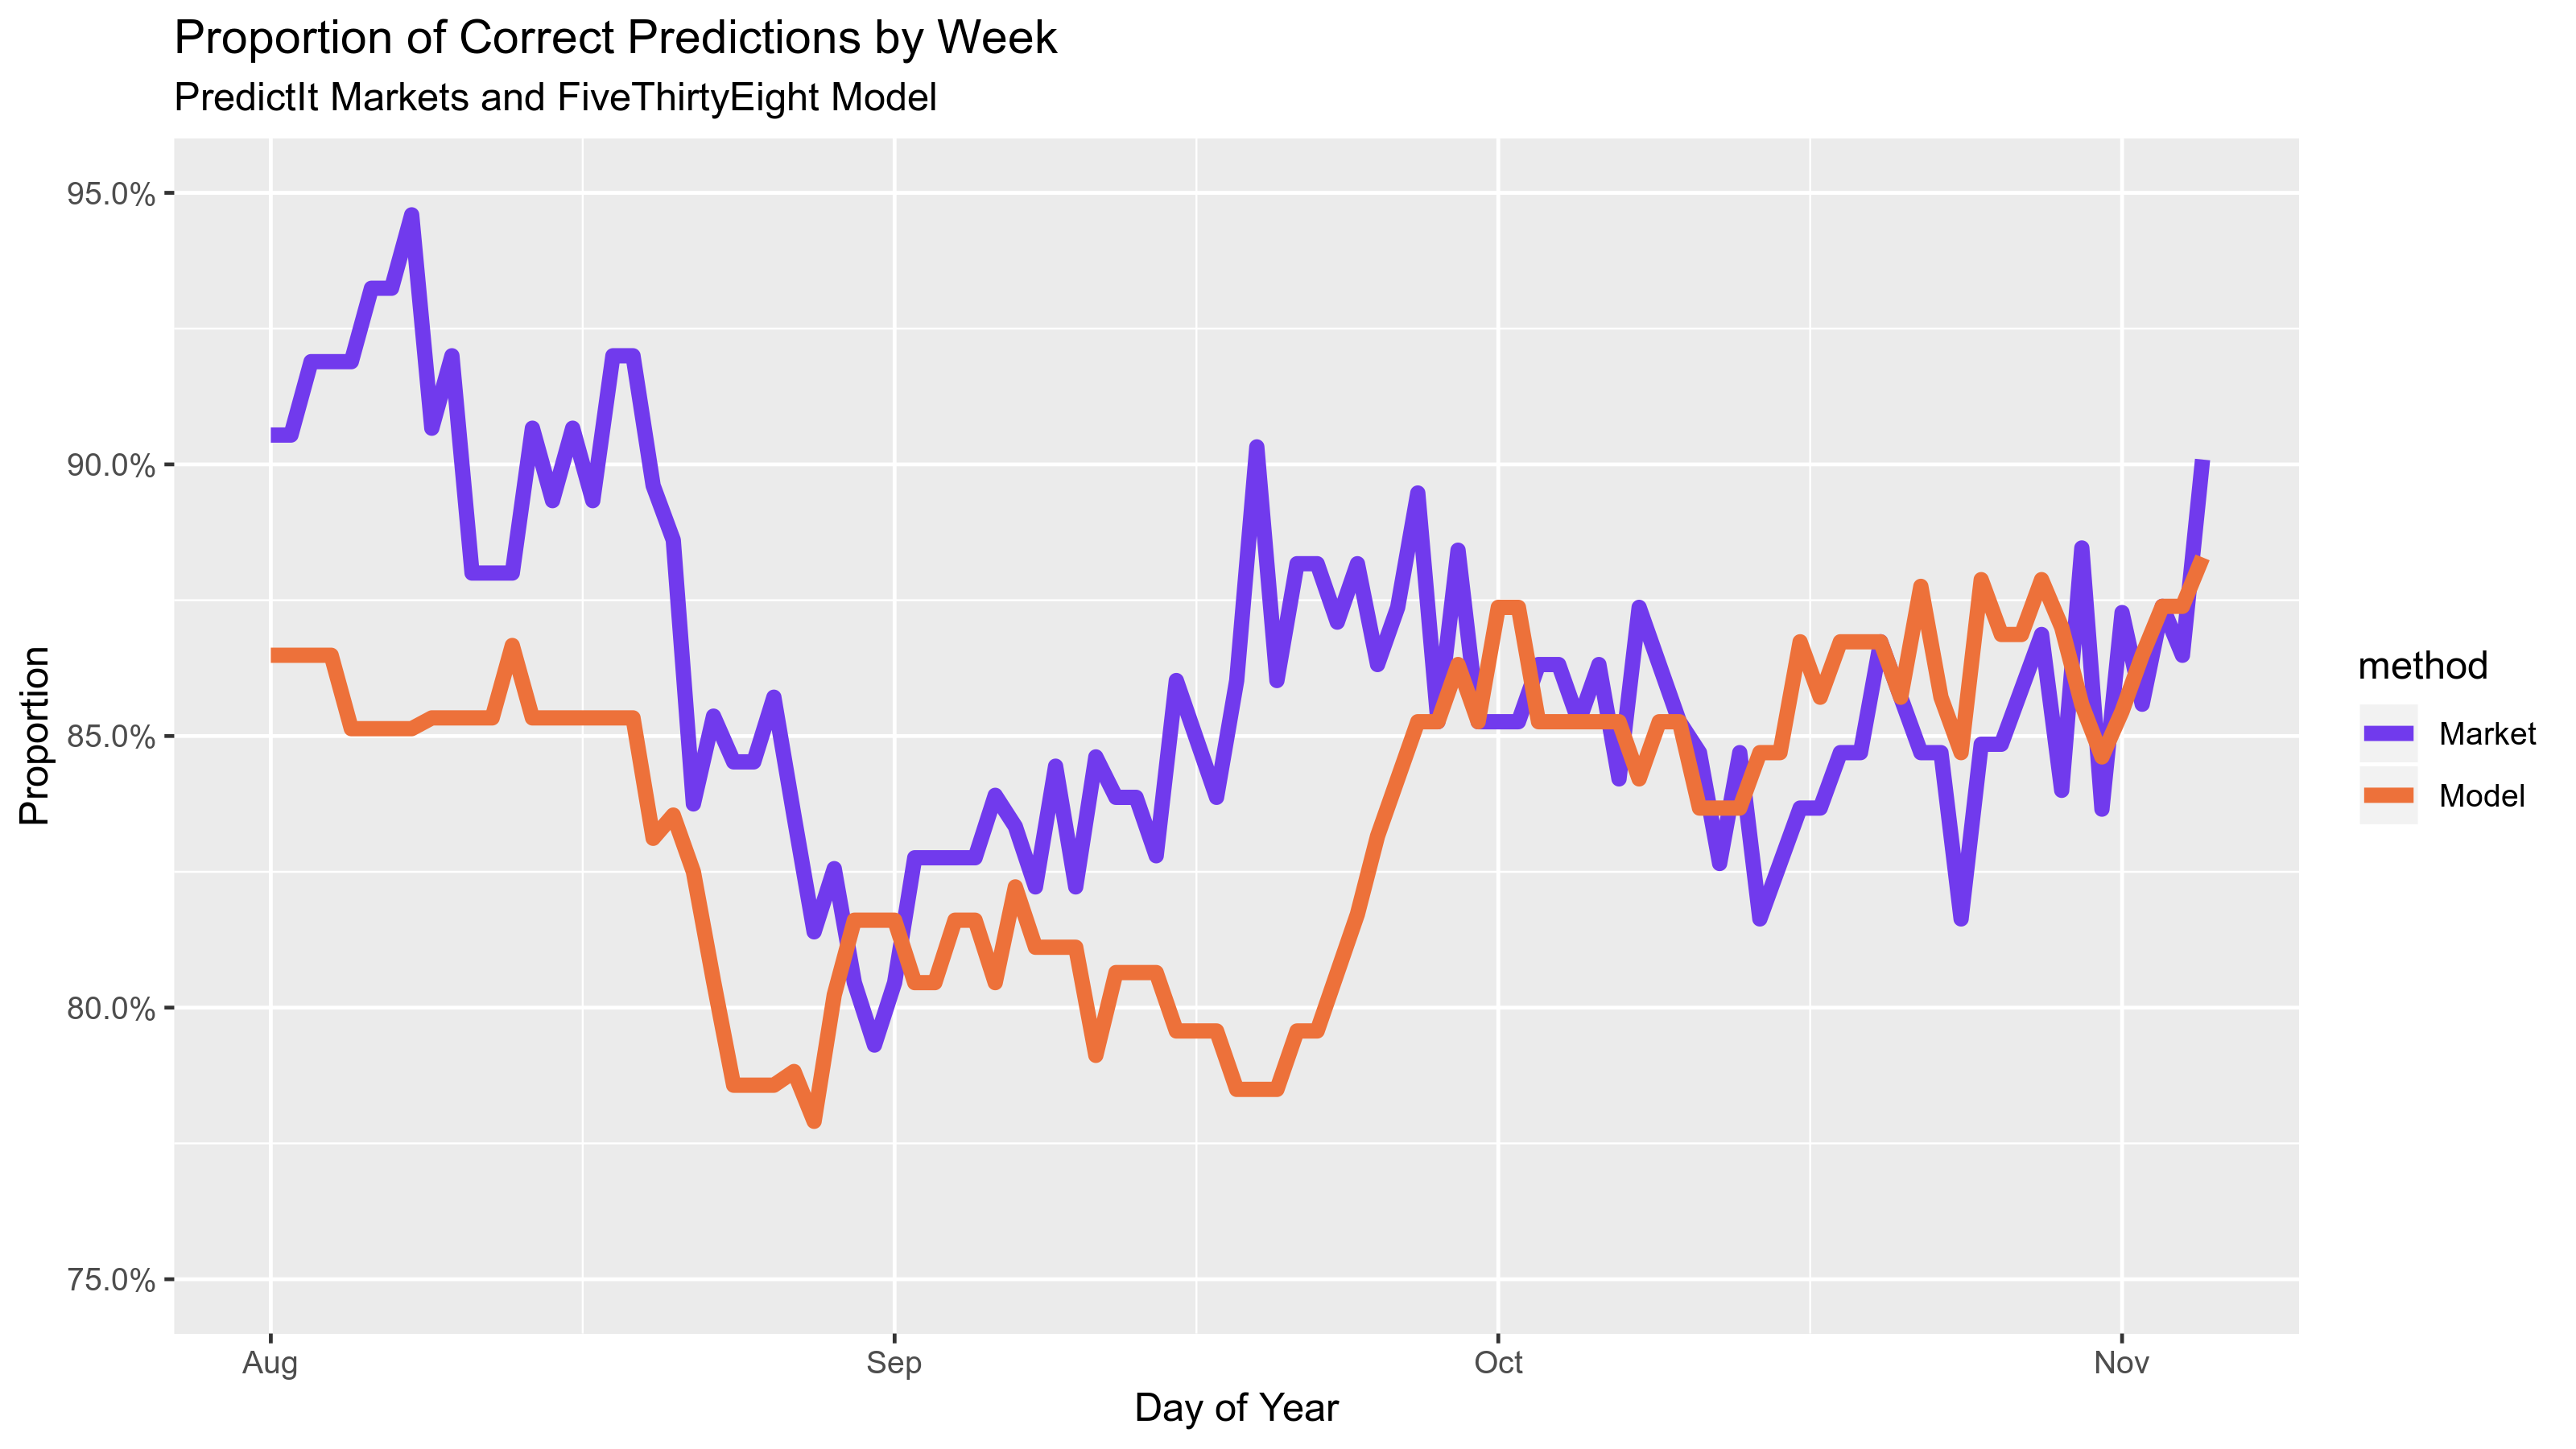 Proportion of Correct Predictions by Week
PredictIt Markets and FiveThirtyEight Model
95.0%
90.0%
85.0%
80.0%
75.0%
Proportion
Aug
Sep
Oct
Nov
Day of Year
method
Market
Model